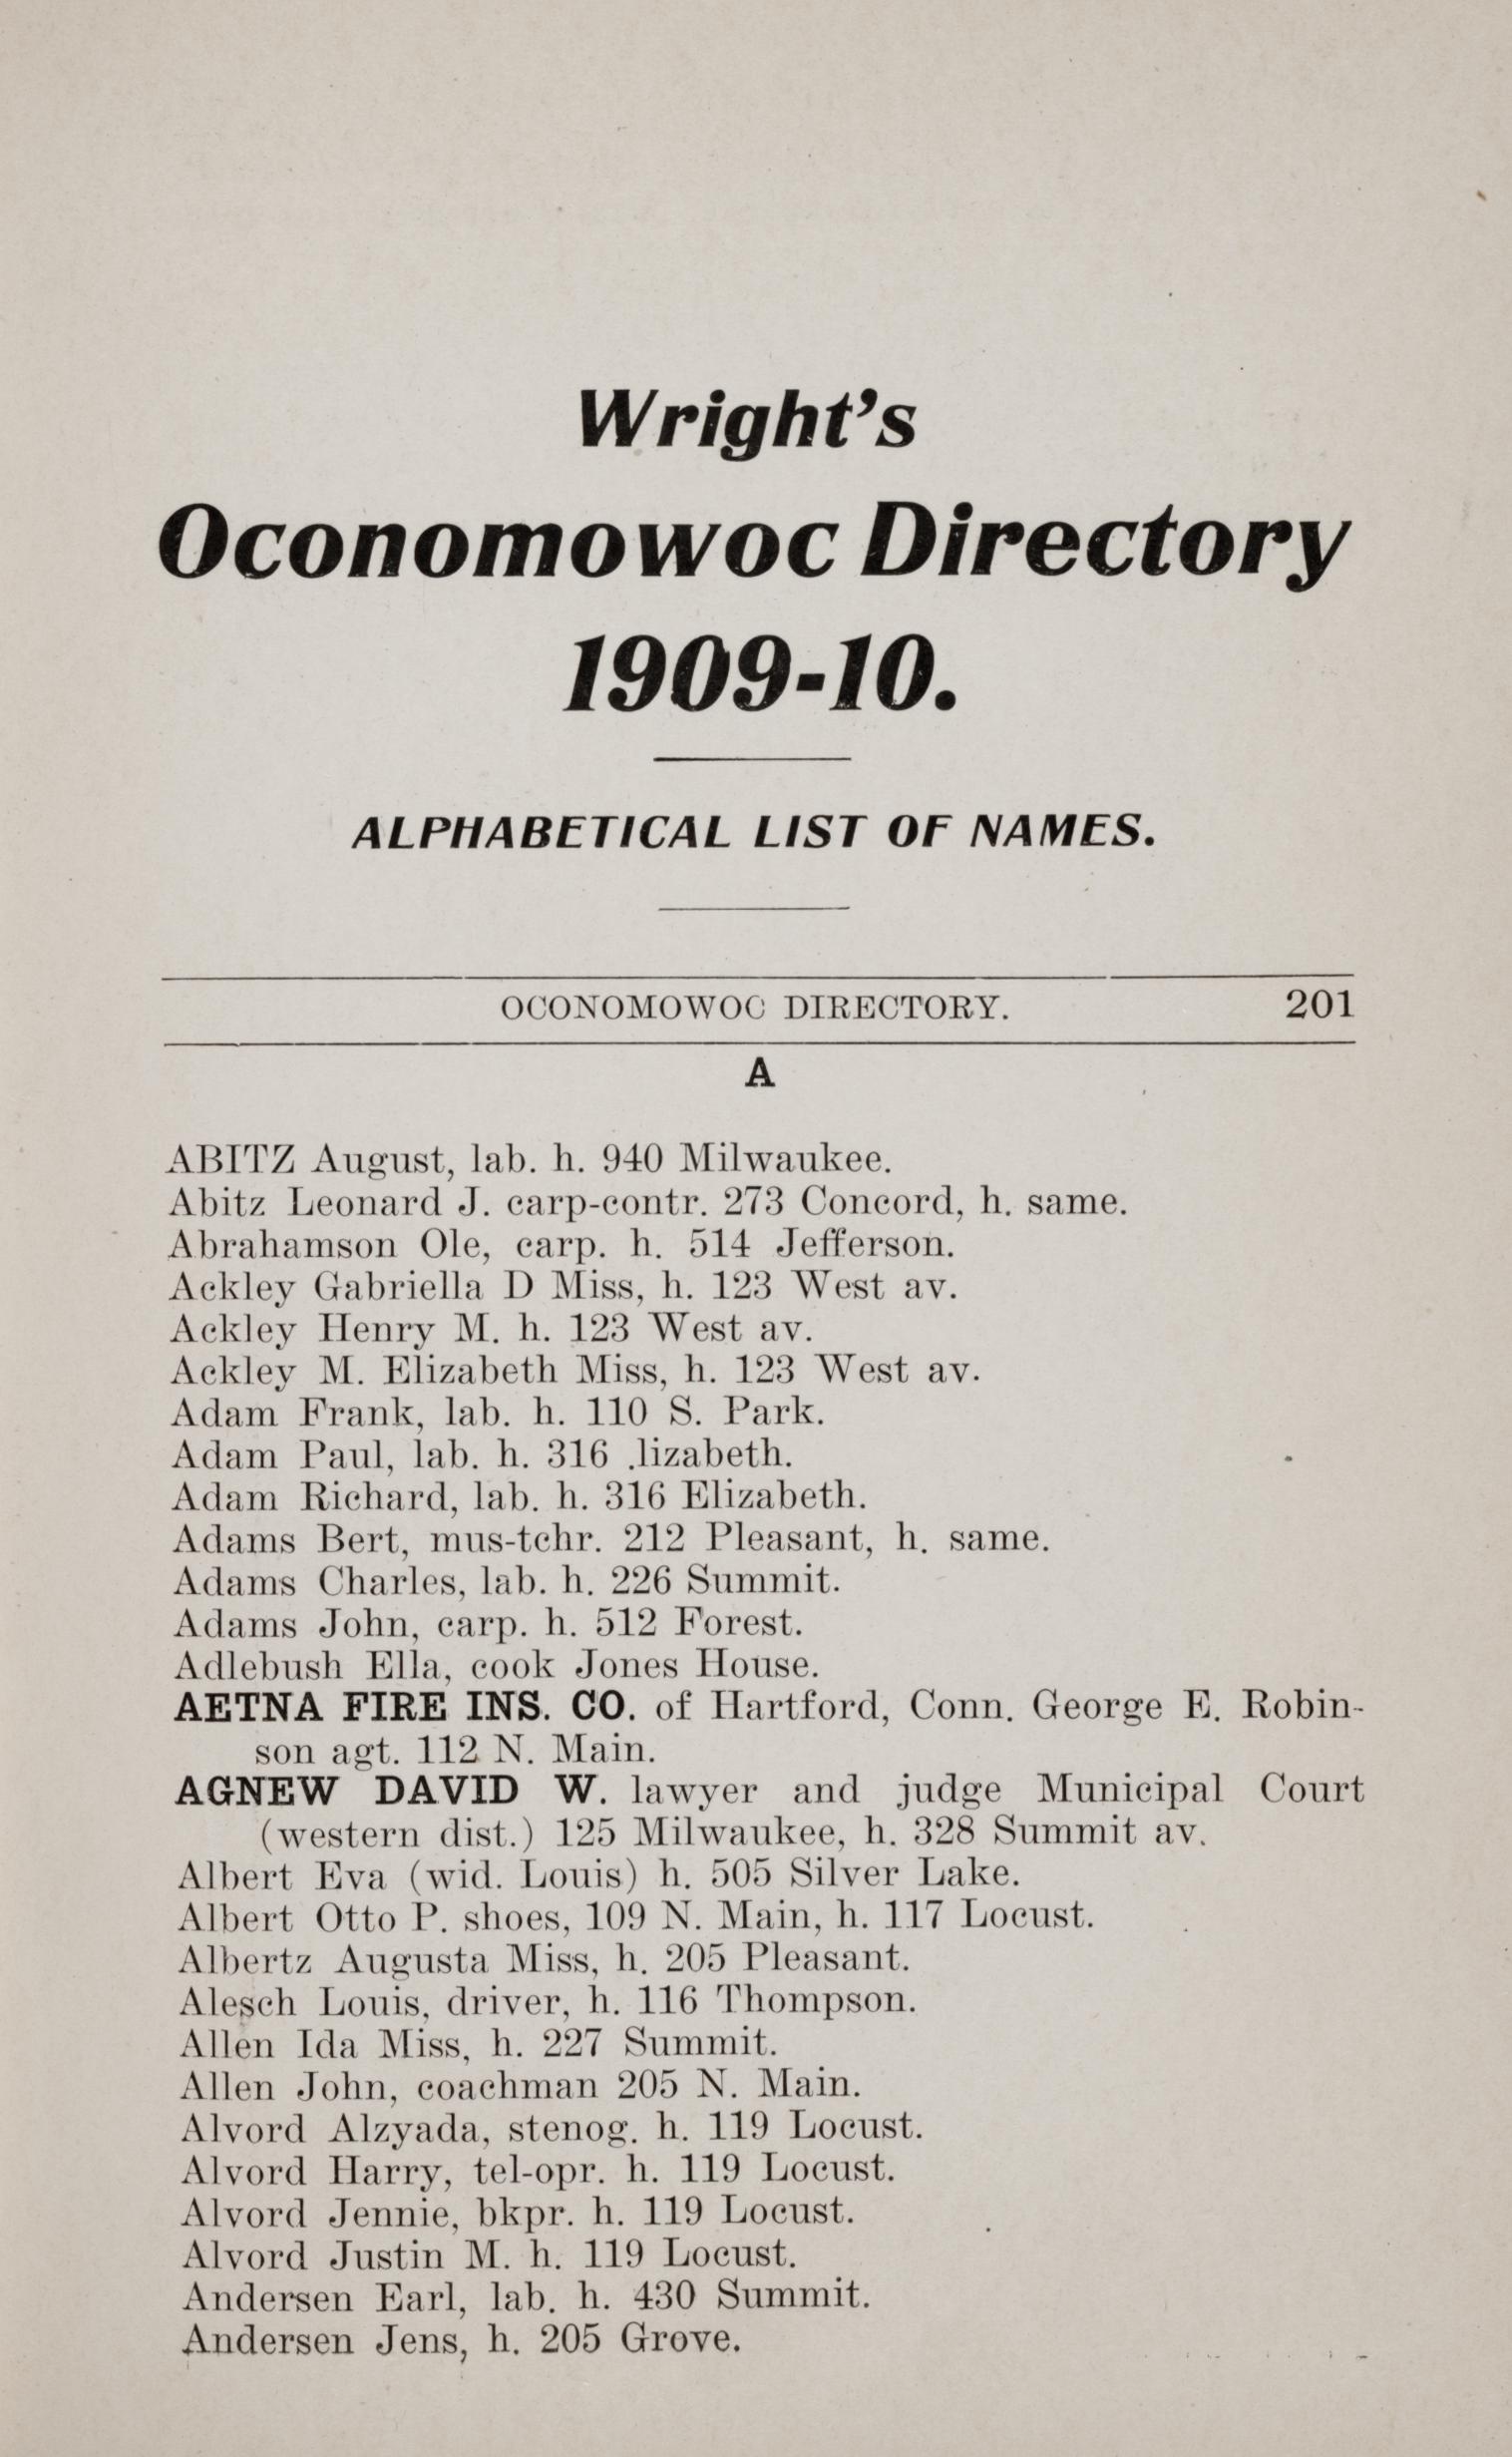 Wright's
Oconomowoc Directory
1909-10.
ALPHABETICAL LIST OF NAMES.
OCONOMOWOC DIRECTORY. 201
A
ABITZ August, lab. h. 940 Milwaukee.
Abitz Leonard J. carp-contr. 273 Concord, h. same.
Abrahamson Ole, carp. h. 514 Jefferson.
Ackley Gabriella D Miss, h. 123 West av.
Ackley Henry M. h. 123 West av.
Ackley M. Elizabeth Miss, h. 123 West av.
Adam Frank, lab. h. 110 S. Park.
Adam Paul, lab. h. 316 .lizabeth.
Adam Richard, lab. h. 316 Elizabeth.
Adams Bert, mus-tchr. 212 Pleasant, h. same.
Adams Charles, lab. h. 226 Summit.
Adams John, carp. h. 512 Forest.
Adlebush Ella, cook Jones House.
AETNA FIRE INS. CO. of Hartford, Conn. George E. Robin-
son agt. 112 N. Main.
AGNEW DAVID W. lawyer and judge Municipal Court
(western dist.) 125 Milwaukee, h. 328 Summit av.
Albert Eva (wid. Louis) h. 505 Silver Lake.
Albert Otto P. shoes, 109 N. Main, h. 117 Locust.
Albertz Augusta Miss, h. 205 Pleasant.
Alesch Louis, driver, h. 116 Thompson.
Allen Ida Miss, h. 227 Summit.
Allen John, coachman 205 N. Main.
Alvord Alzyada, stenog. h. 119 Locust.
Alvord Harry, tel-opr. h. 119 Locust.
Alvord Jennie, bkpr. h. 119 Locust.
Alvord Justin M. h. 119 Locust.
Andersen Earl, lab. h. 430 Summit.
Andersen Jens, h. 205 Grove.